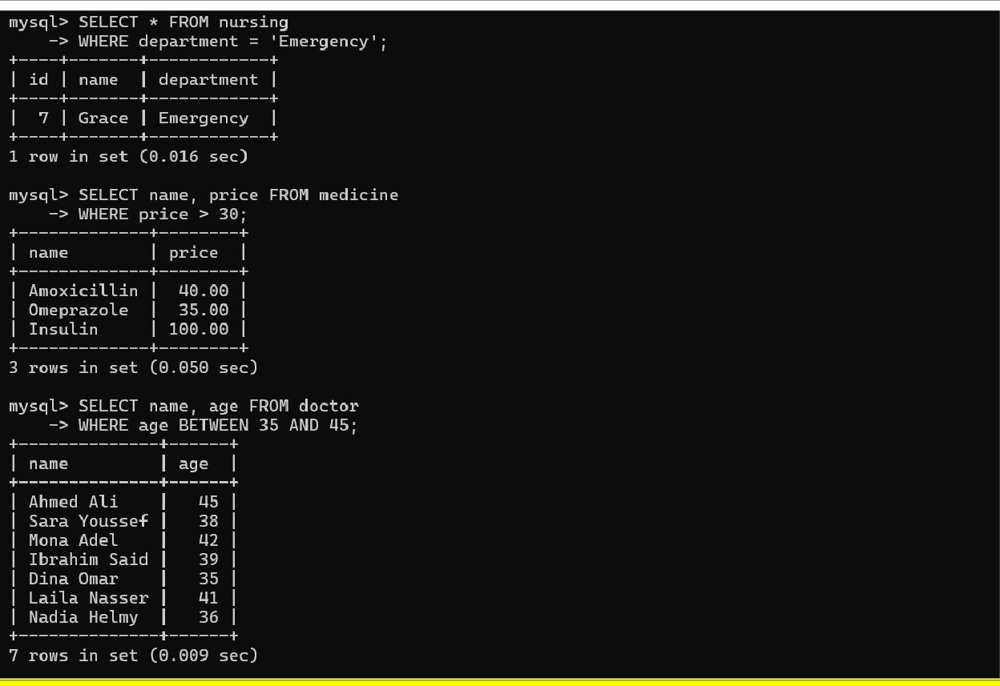 mysql> SELECT * FROM nursing
    -> WHERE department = 'Emergency';
+----+-------+------------+
| id | name  | department |
+----+-------+------------+
|  7 | Grace | Emergency  |
+----+-------+------------+
1 row in set (0.016 sec)

mysql> SELECT name, price FROM medicine
    -> WHERE price > 30;
+-------------+--------+
| name        | price  |
+-------------+--------+
| Amoxicillin |  40.00 |
| Omeprazole  |  35.00 |
| Insulin     | 100.00 |
+-------------+--------+
3 rows in set (0.050 sec)

mysql> SELECT name, age FROM doctor
    -> WHERE age BETWEEN 35 AND 45;
+--------------+------+
| name         | age  |
+--------------+------+
| Ahmed Ali    |   45 |
| Sara Youssef |   38 |
| Mona Adel    |   42 |
| Ibrahim Said |   39 |
| Dina Omar    |   35 |
| Laila Nasser |   41 |
| Nadia Helmy  |   36 |
+--------------+------+
7 rows in set (0.009 sec)